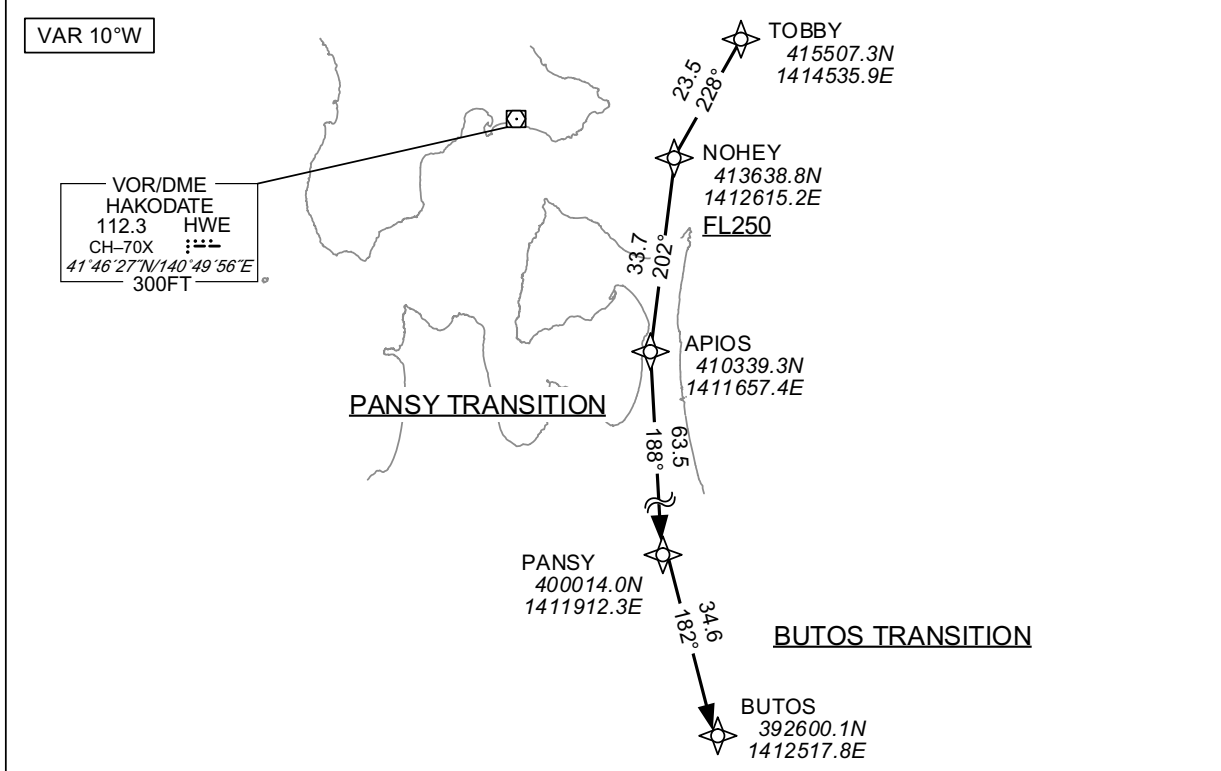 VAR 10°W
TOBBY
415507.3N
1414535.9E
23.5
228°
NOHEY
413638.8N
1412615.2E
FL250
VOR/DME
HAKODATE
112.3 HWE
CH–70X
41°46´27˝N/140°49´56˝E
300FT
33.7
202°
APIOS
410339.3N
1411657.4E
PANSY TRANSITION
63.5
188°
PANSY
400014.0N
1411912.3E
34.6
182°
BUTOS TRANSITION
BUTOS
392600.1N
1412517.8E